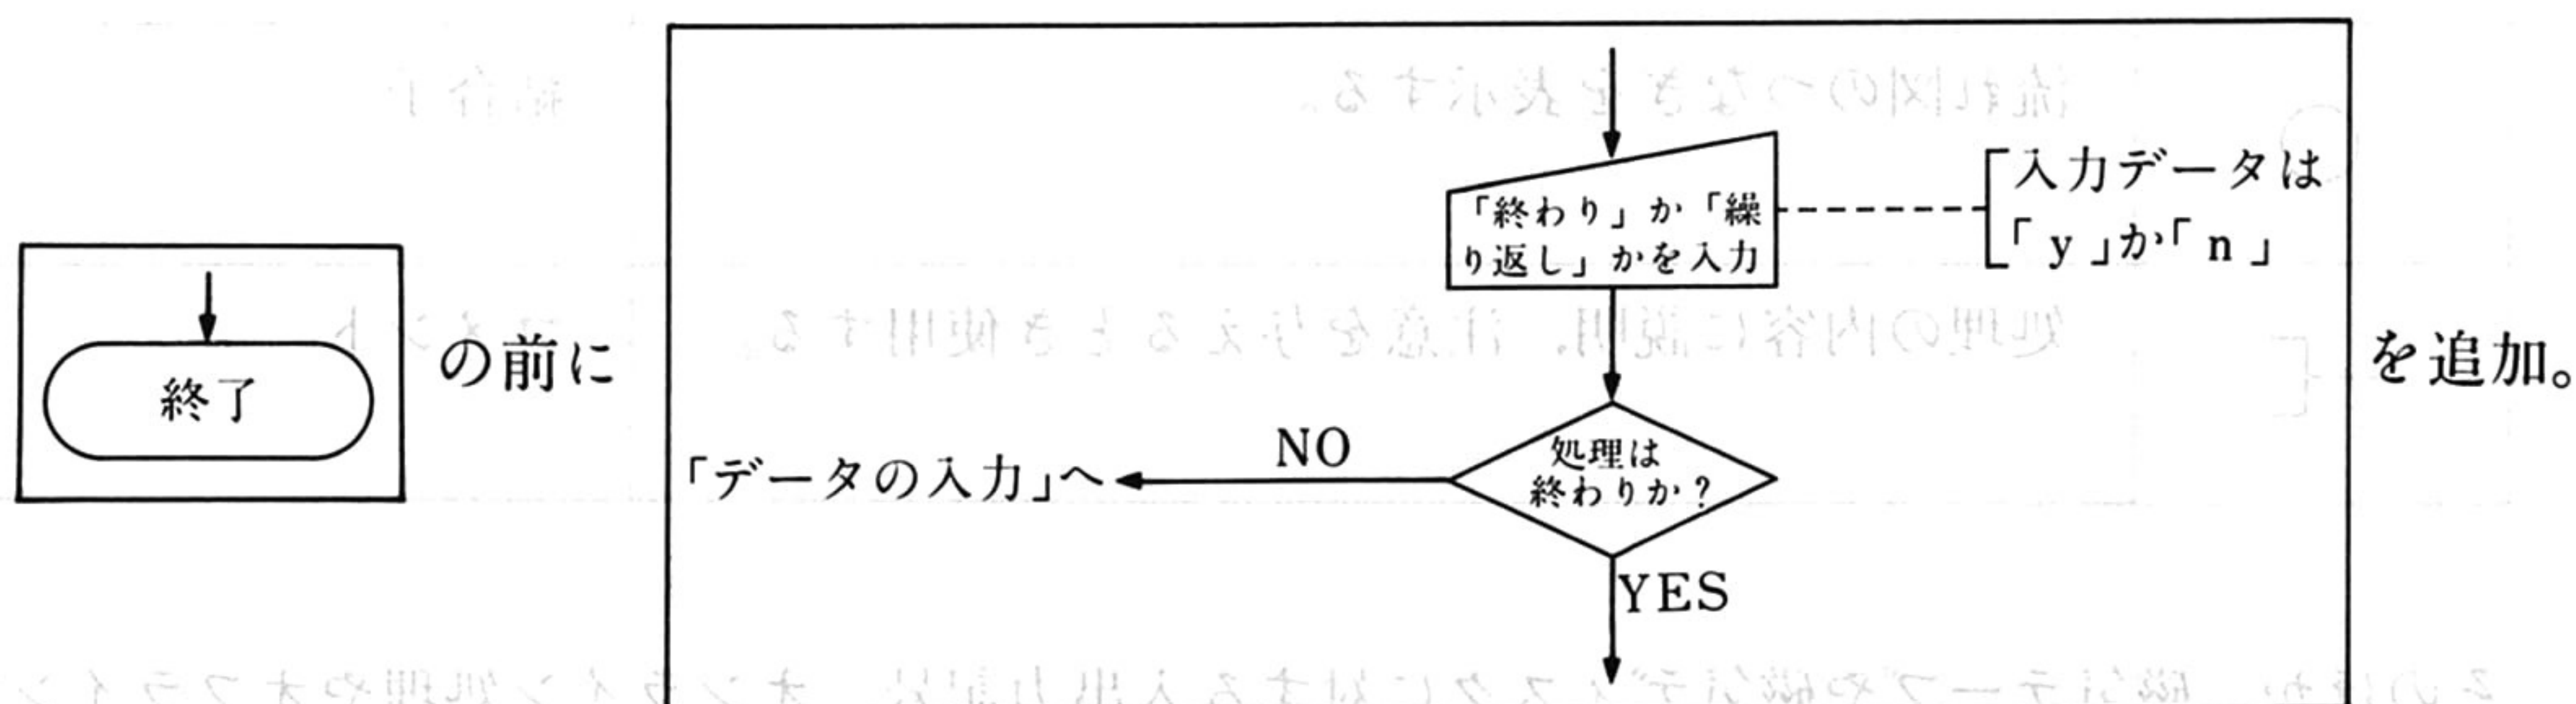 終了
の前に
「終わり」か「繰
り返し」かを入力
入力データは
「y」か「n」
処理は
終わりか？
NO
「データの入力」へ
YES
を追加。